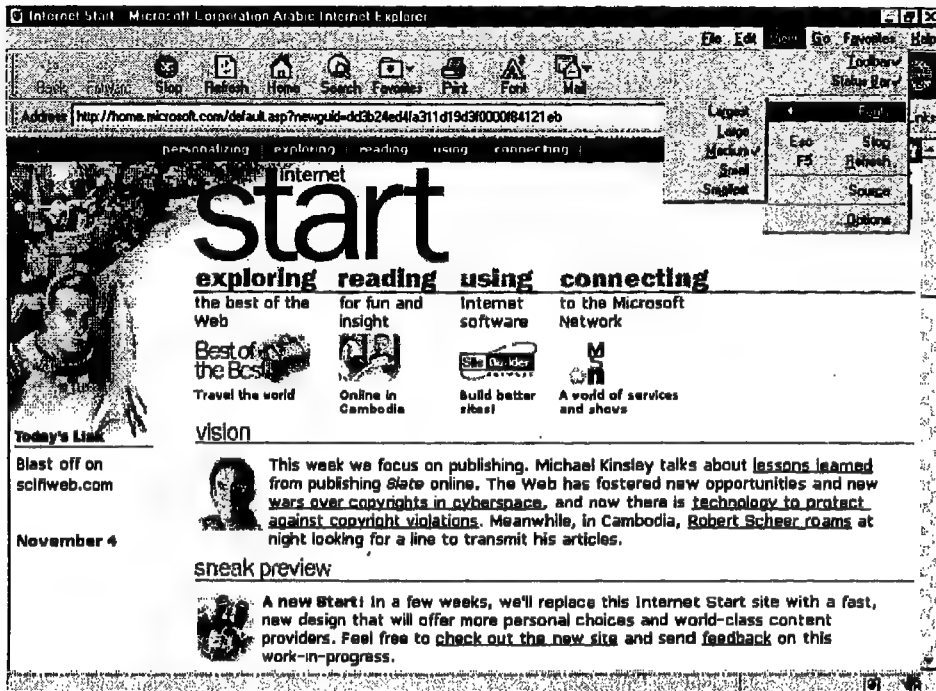 Internet Start - Microsoft Corporation Arabic Internet Explorer
File Edit View Go Favorites Help
Back Stop Refresh Home Search Favorites Print Font Mail
Toolbar✓
Status Bar✓
Fonts
Esc Stop
F5 Refresh
Source
Options
Largest
Large
Medium✓
Small
Smallest
Address http://home.microsoft.com/default.asp?newguid=dd3b24ed4fa311d19d3f0000f84121eb
Links
personalizing | exploring | reading | using | connecting |
internet
start
exploring reading using connecting
the best of the Web
for fun and insight
Internet software
to the Microsoft Network
Best of the Best
Site Builder
MSn
Travel the world
Online in Cambodia
Build better sites!
A world of services and shows
Today's Link
Blast off on
scifiweb.com
November 4
vision
This week we focus on publishing. Michael Kinsley talks about lessons learned
from publishing Slate online. The Web has fostered new opportunities and new
wars over copyrights in cyberspace, and now there is technology to protect
against copyright violations. Meanwhile, in Cambodia, Robert Scheer roams at
night looking for a line to transmit his articles.
sneak preview
A new Start! In a few weeks, we'll replace this Internet Start site with a fast,
new design that will offer more personal choices and world-class content
providers. Feel free to check out the new site and send feedback on this
work-in-progress.